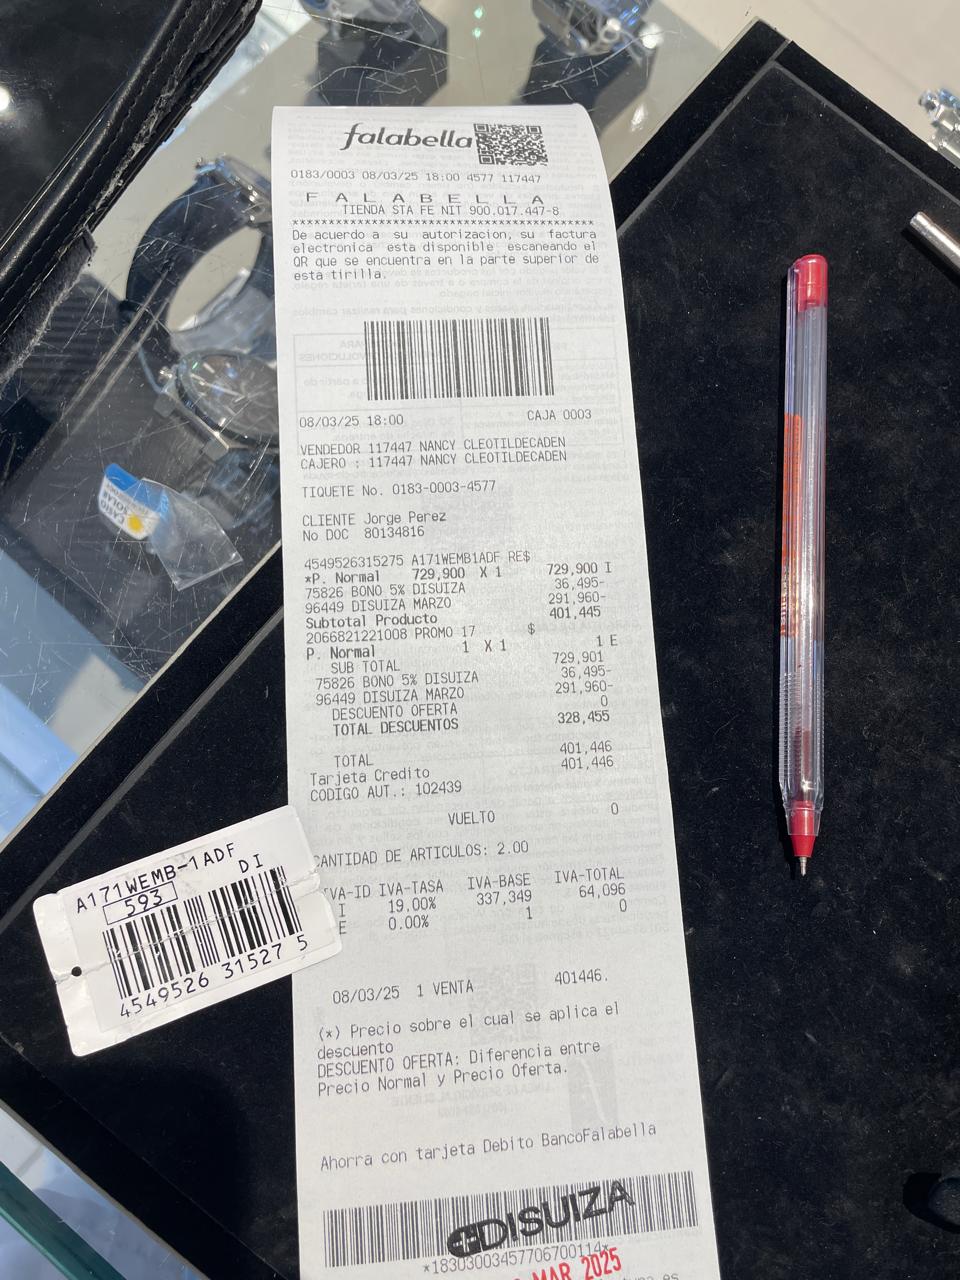 falabella
0183/0003 08/03/25 18:00 4577 117447
F A L A B E L L A
TIENDA STA FE NIT 900.017.447-8
De acuerdo a su autorizacion, su factura
electronica esta disponible escaneando el
QR que se encuentra en la parte superior de
esta tirilla.
08/03/25 18:00 CAJA 0003
VENDEDOR 117447 NANCY CLEOTILDECADEN
CAJERO : 117447 NANCY CLEOTILDECADEN
TIQUETE No. 0183-0003-4577
CLIENTE Jorge Perez
No DOC 80134816
4549526315275 A171WEMB1ADF RE$
*P. Normal 729,900 X 1 729,900 I
75826 BONO 5% DISUIZA 36,495-
96449 DISUIZA MARZO 291,960-
Subtotal Producto 401,445
2066821221008 PROMO 17 $
P. Normal 1 X 1 1 E
SUB TOTAL 729,901
75826 BONO 5% DISUIZA 36,495-
96449 DISUIZA MARZO 291,960-
DESCUENTO OFERTA 0
TOTAL DESCUENTOS 328,455
TOTAL 401,446
Tarjeta Credito 401,446
CODIGO AUT.: 102439
VUELTO 0
CANTIDAD DE ARTICULOS: 2.00
IVA-ID IVA-TASA IVA-BASE IVA-TOTAL
I 19,00% 337,349 64,096
E 0.00% 1 0
08/03/25 1 VENTA 401446.
(*) Precio sobre el cual se aplica el
descuento
DESCUENTO OFERTA: Diferencia entre
Precio Normal y Precio Oferta.
Ahorra con tarjeta Debito BancoFalabella
DISUIZA
*18303003457706700114*
MAR 2025
A171WEMB-1ADF
593 DI
4549526 31527 5
CASIO
SOLAR